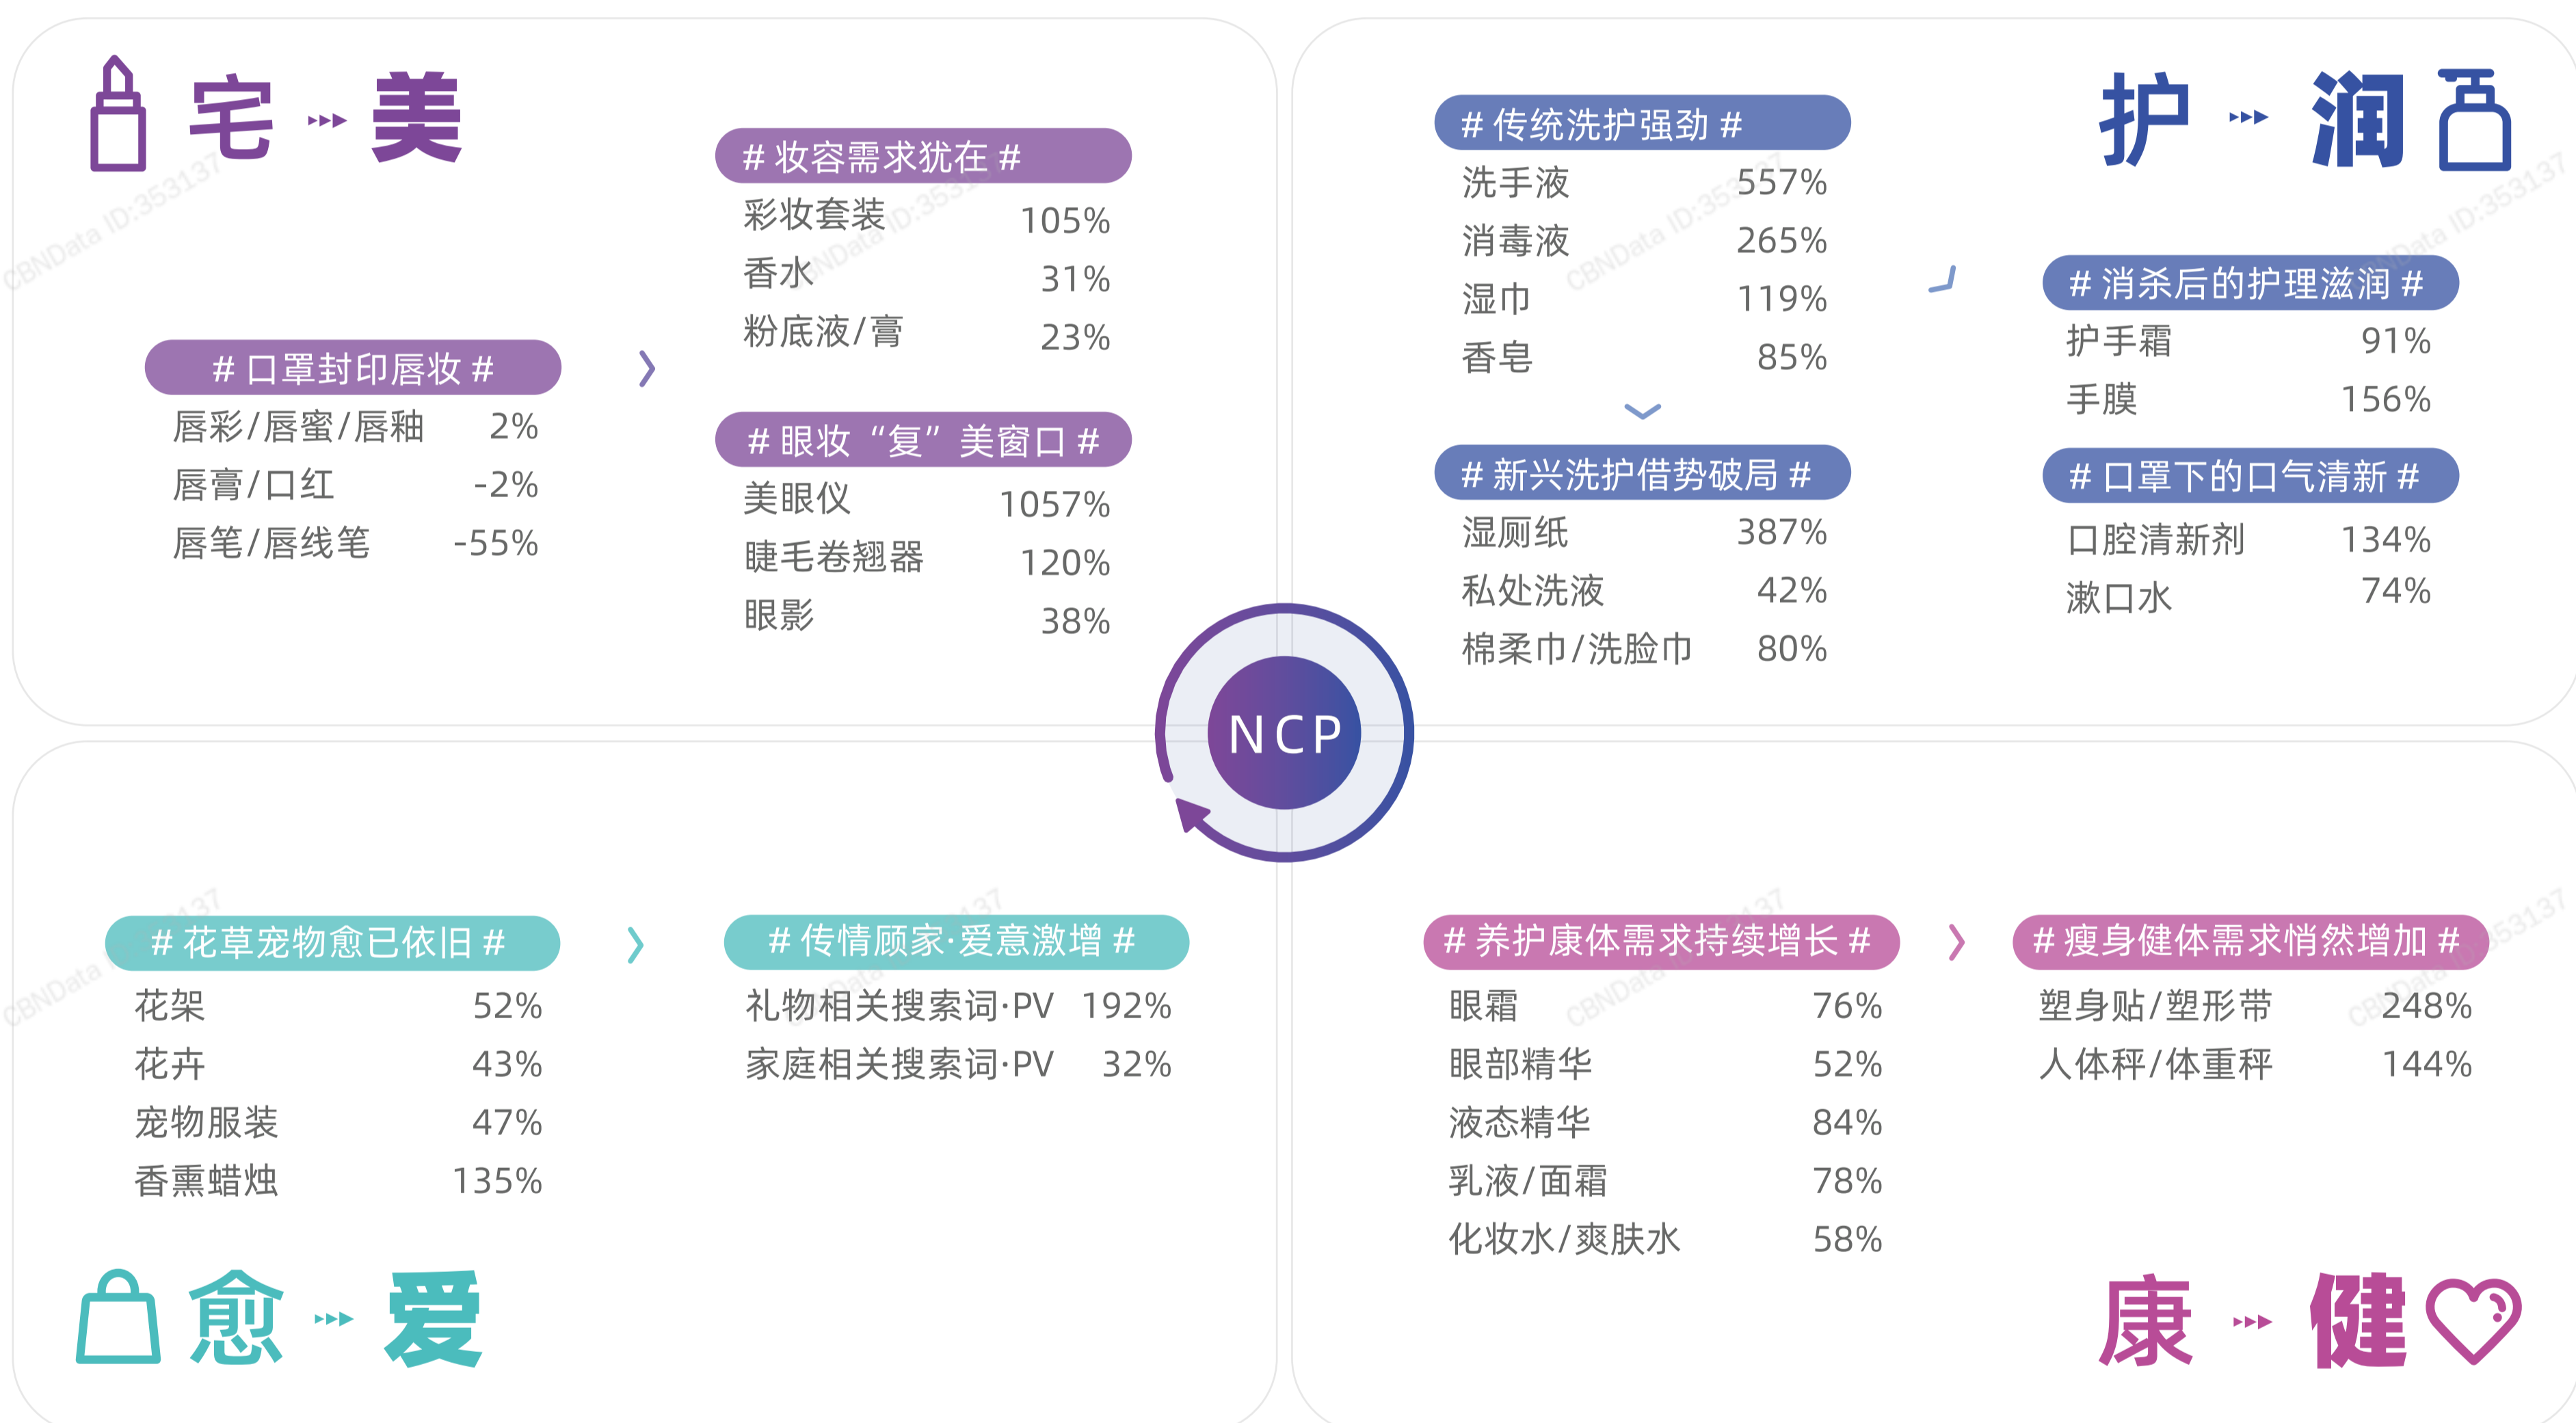 宅 美
# 口罩封印唇妆 #
唇彩/唇蜜/唇釉 2%
唇膏/口红 -2%
唇笔/唇线笔 -55%
# 妆容需求犹在 #
彩妆套装 105%
香水 31%
粉底液/膏 23%
# 眼妆“复”美窗口 #
美眼仪 1057%
睫毛卷翘器 120%
眼影 38%
护 润
# 传统洗护强劲 #
洗手液 557%
消毒液 265%
湿巾 119%
香皂 85%
# 新兴洗护借势破局 #
湿厕纸 387%
私处洗液 42%
棉柔巾/洗脸巾 80%
# 消杀后的护理滋润 #
护手霜 91%
手膜 156%
# 口罩下的口气清新 #
口腔清新剂 134%
漱口水 74%
NCP
# 花草宠物愈已依旧 #
花架 52%
花卉 43%
宠物服装 47%
香熏蜡烛 135%
# 传情顾家·爱意激增 #
礼物相关搜索词·PV 192%
家庭相关搜索词·PV 32%
愈 爱
# 养护康体需求持续增长 #
眼霜 76%
眼部精华 52%
液态精华 84%
乳液/面霜 78%
化妆水/爽肤水 58%
# 瘦身健体需求悄然增加 #
塑身贴/塑形带 248%
人体秤/体重秤 144%
康 健
CBNData ID:353137
CBNData ID:353137
CBNData ID:353137
CBNData ID:353137